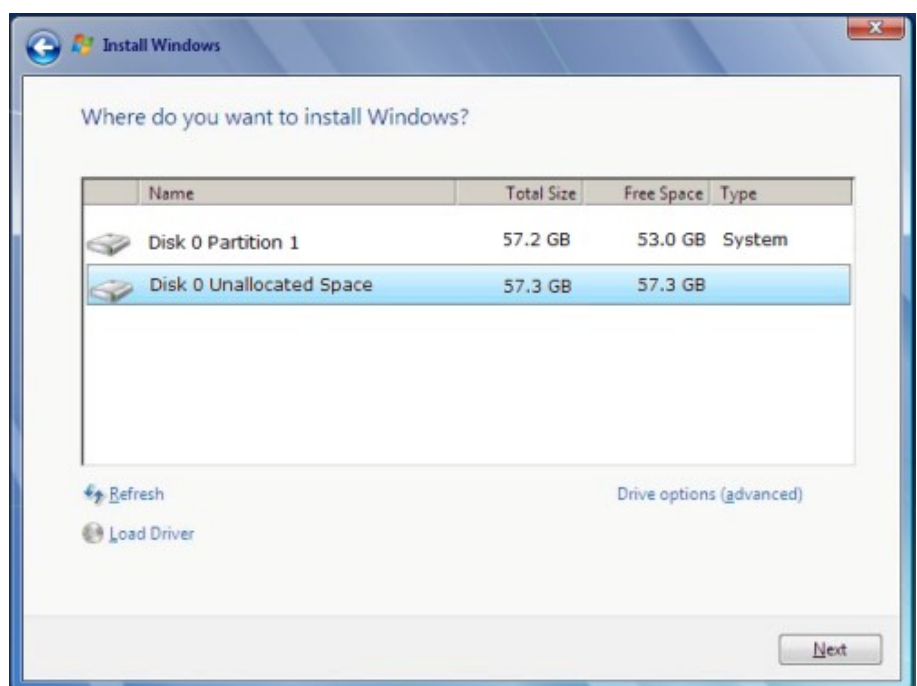 Install Windows
Where do you want to install Windows?
Name Total Size Free Space Type
Disk 0 Partition 1 57.2 GB 53.0 GB System
Disk 0 Unallocated Space 57.3 GB 57.3 GB
Refresh Drive options (advanced)
Load Driver
Next